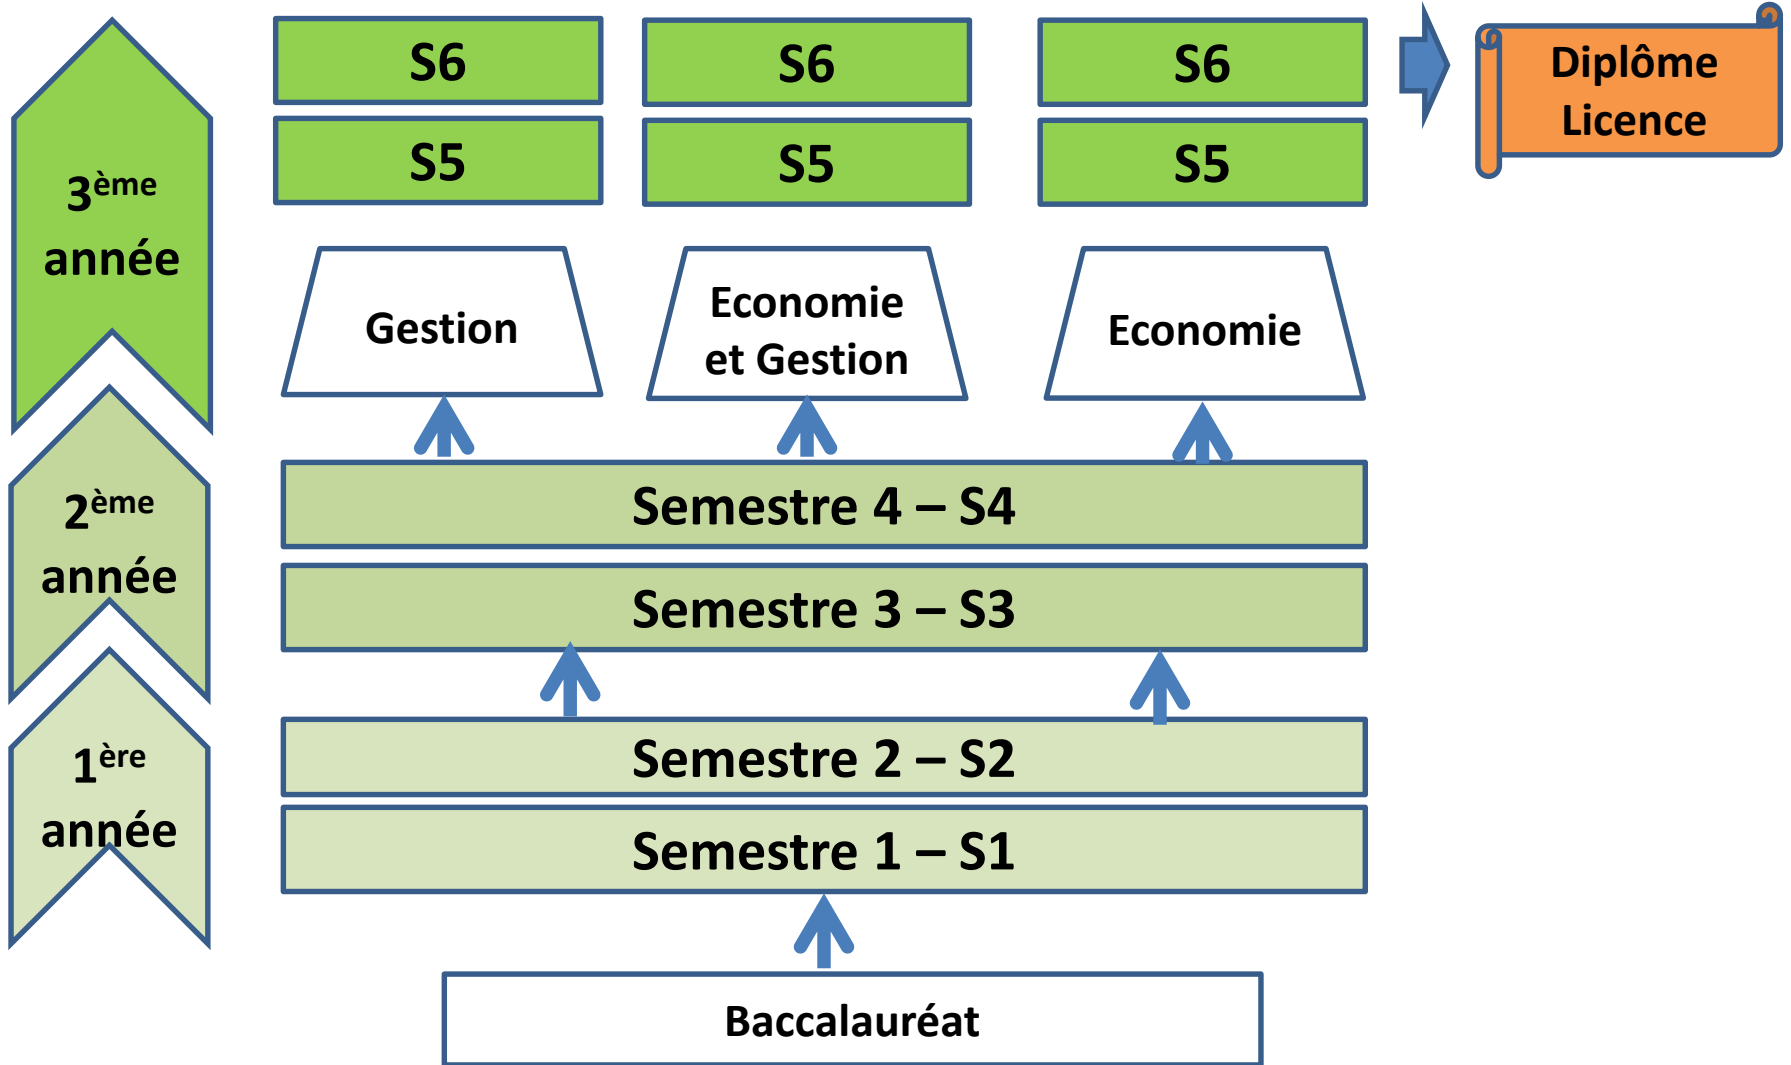 S6
S6
S6
Diplôme
Licence
S5
S5
S5
3ème
année
Gestion
Economie
et Gestion
Economie
2ème
année
Semestre 4 – S4
Semestre 3 – S3
1ère
année
Semestre 2 – S2
Semestre 1 – S1
Baccalauréat